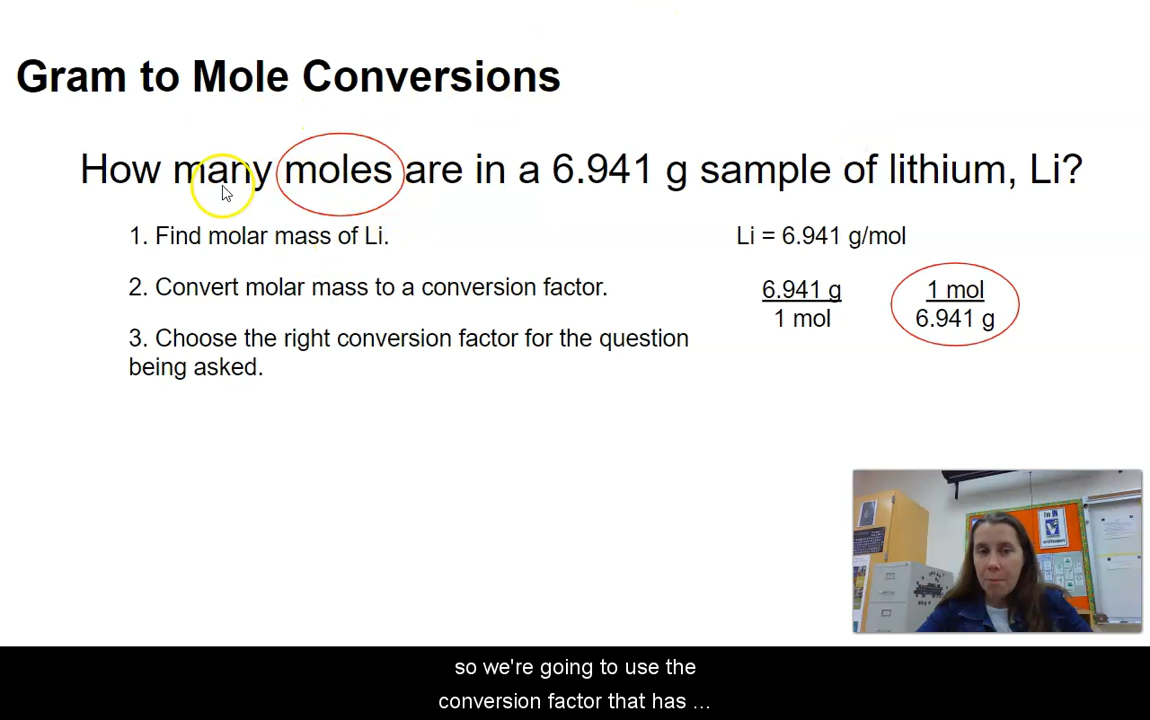 Gram to Mole Conversions
How many moles are in a 6.941 g sample of lithium, Li?
1. Find molar mass of Li.
Li = 6.941 g/mol
2. Convert molar mass to a conversion factor.
6.941 g
1 mol
1 mol
6.941 g
3. Choose the right conversion factor for the question
being asked.
so we're going to use the
conversion factor that has ...